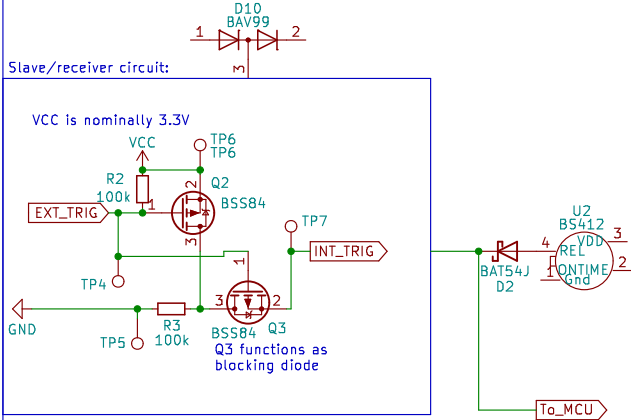 D10
BAV99
1
2
3
Slave/receiver circuit:
VCC is nominally 3.3V
VCC
TP6
TP6
R2
100k
1
2
Q2
BSS84
EXT_TRIG
3
TP7
INT_TRIG
TP4
1
3
2
GND
R3
100k
TP5
BSS84
Q3
Q3 functions as
blocking diode
U2
BS412
4
REL
VDD
3
BAT54J
D2
ONTIME
2
1
Gnd
To_MCU